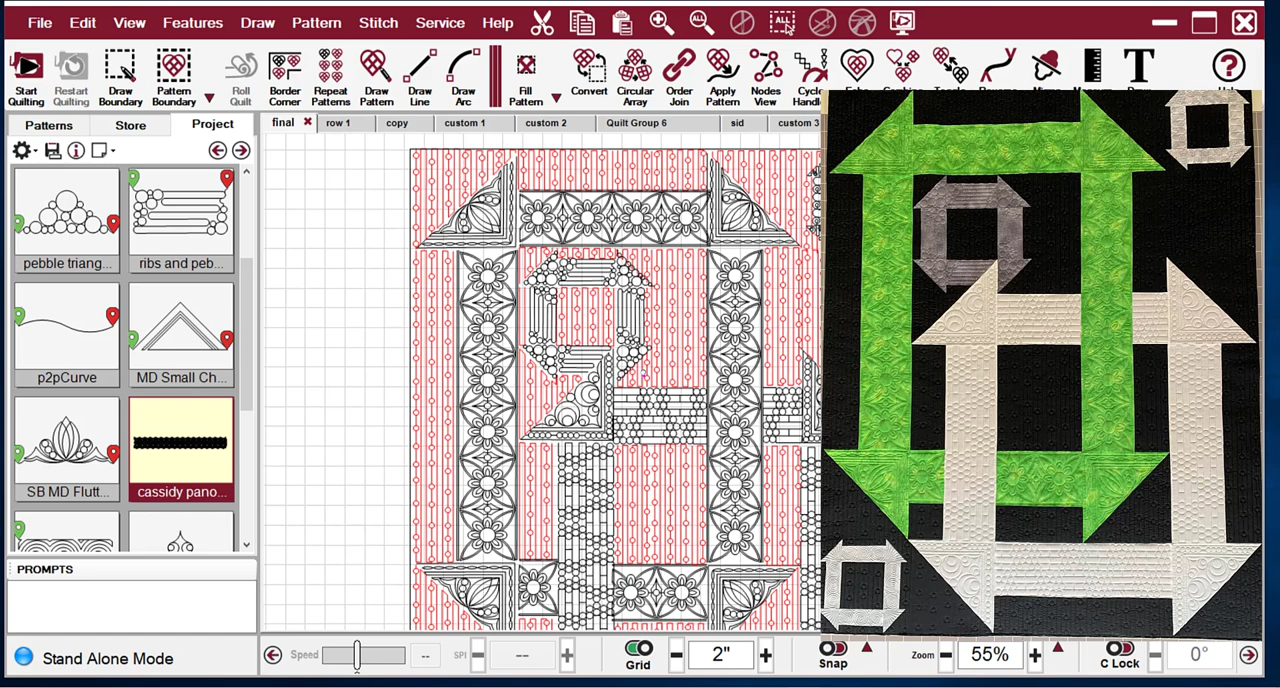 File Edit View Features Draw Pattern Stitch Service Help ALL ALL
Start Quilting
Restart Quilting
Draw Boundary
Pattern Boundary
Roll Quilt
Border Corner
Repeat Patterns
Draw Pattern
Draw Line
Draw Arc
Fill Pattern
Convert
Circular Array
Order Join
Apply Pattern
Nodes View
Patterns Store Project
final row 1 copy custom 1 custom 2 Quilt Group 6 sid custom 3
pebble triang... ribs and peb...
p2pCurve MD Small Ch...
SB MD Flutt... cassidy pano...
PROMPTS
Stand Alone Mode
Speed -- SPI -- Grid 2" Snap Zoom 55% C Lock 0°